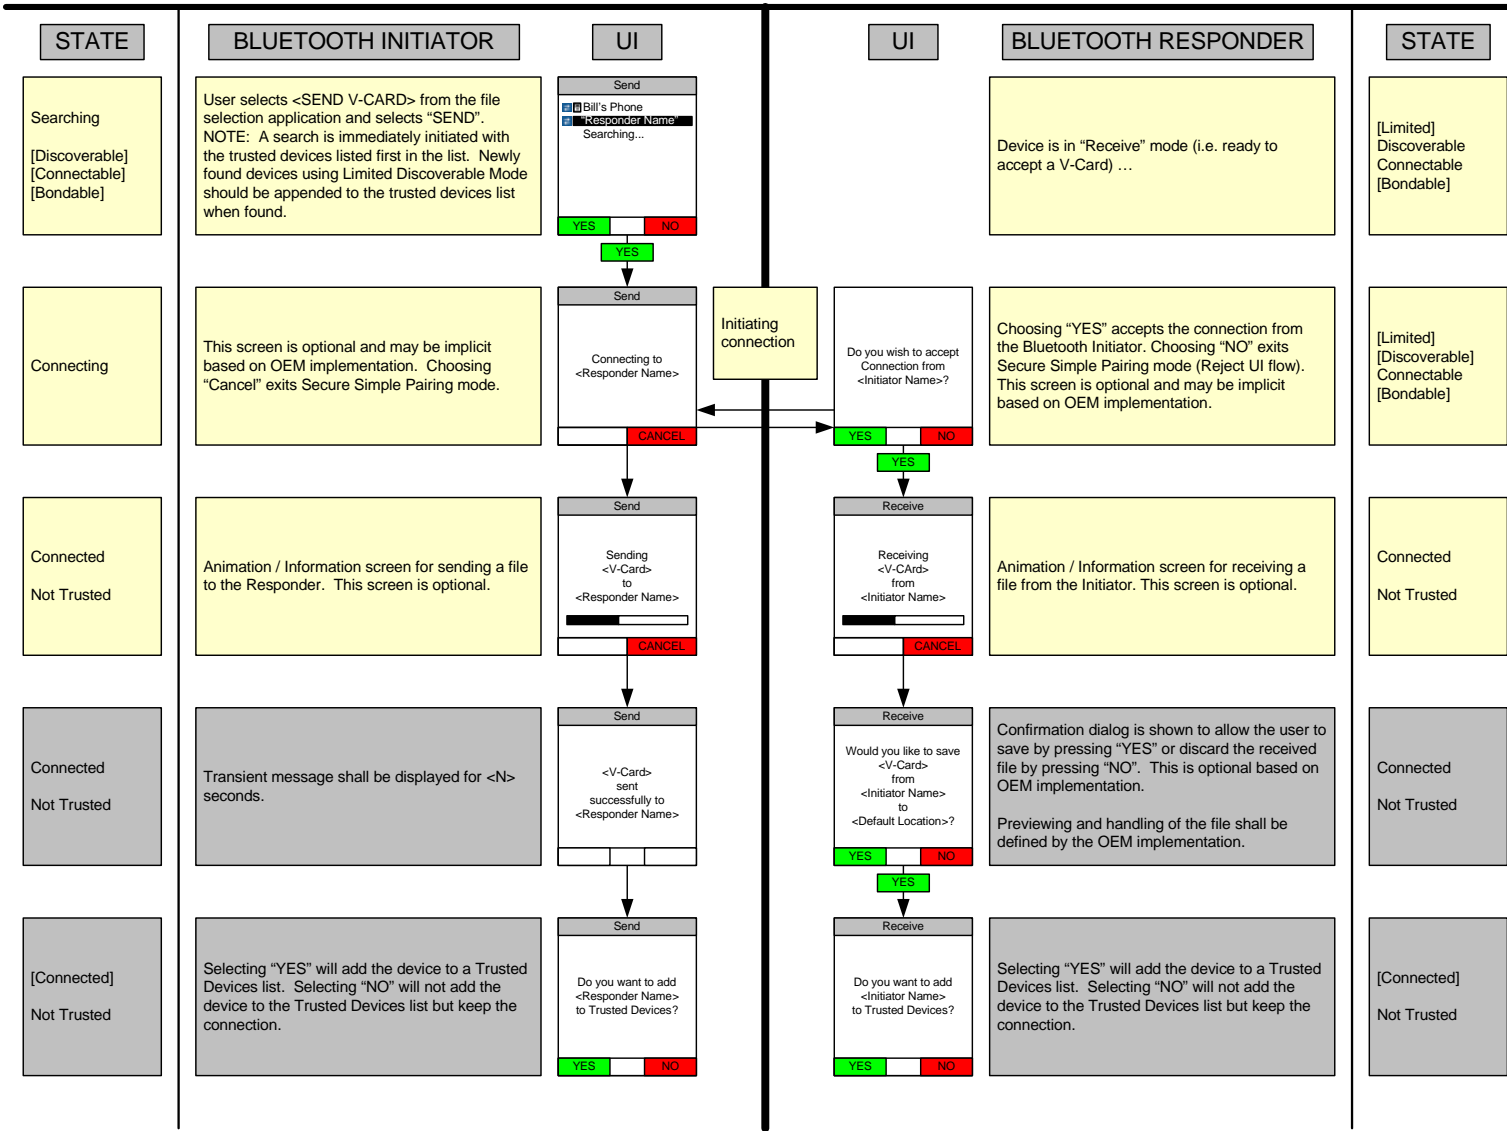 STATE
BLUETOOTH INITIATOR
UI
UI
BLUETOOTH RESPONDER
STATE
Searching
[Discoverable]
[Connectable]
[Bondable]
User selects <SEND V-CARD> from the file
selection application and selects “SEND”.
NOTE: A search is immediately initiated with
the trusted devices listed first in the list. Newly
found devices using Limited Discoverable Mode
should be appended to the trusted devices list
when found.
Send
Bill's Phone
"Responder Name"
Searching...
YES
NO
YES
Device is in “Receive” mode (i.e. ready to
accept a V-Card) …
[Limited]
Discoverable
Connectable
[Bondable]
Connecting
This screen is optional and may be implicit
based on OEM implementation. Choosing
“Cancel” exits Secure Simple Pairing mode.
Send
Connecting to
<Responder Name>
CANCEL
Initiating
connection
Do you wish to accept
Connection from
<Initiator Name>?
YES
NO
YES
Choosing “YES” accepts the connection from
the Bluetooth Initiator. Choosing “NO” exits
Secure Simple Pairing mode (Reject UI flow).
This screen is optional and may be implicit
based on OEM implementation.
[Limited]
[Discoverable]
Connectable
[Bondable]
Connected
Not Trusted
Animation / Information screen for sending a file
to the Responder. This screen is optional.
Send
Sending
<V-Card>
to
<Responder Name>
CANCEL
Receive
Receiving
<V-CArd>
from
<Initiator Name>
CANCEL
Animation / Information screen for receiving a
file from the Initiator. This screen is optional.
Connected
Not Trusted
Connected
Not Trusted
Transient message shall be displayed for <N>
seconds.
Send
<V-Card>
sent
successfully to
<Responder Name>
Receive
Would you like to save
<V-Card>
from
<Initiator Name>
to
<Default Location>?
YES
NO
YES
Confirmation dialog is shown to allow the user to
save by pressing “YES” or discard the received
file by pressing “NO”. This is optional based on
OEM implementation.
Previewing and handling of the file shall be
defined by the OEM implementation.
Connected
Not Trusted
[Connected]
Not Trusted
Selecting “YES” will add the device to a Trusted
Devices list. Selecting “NO” will not add the
device to the Trusted Devices list but keep the
connection.
Send
Do you want to add
<Responder Name>
to Trusted Devices?
YES
NO
Receive
Do you want to add
<Initiator Name>
to Trusted Devices?
YES
NO
Selecting “YES” will add the device to a Trusted
Devices list. Selecting “NO” will not add the
device to the Trusted Devices list but keep the
connection.
[Connected]
Not Trusted